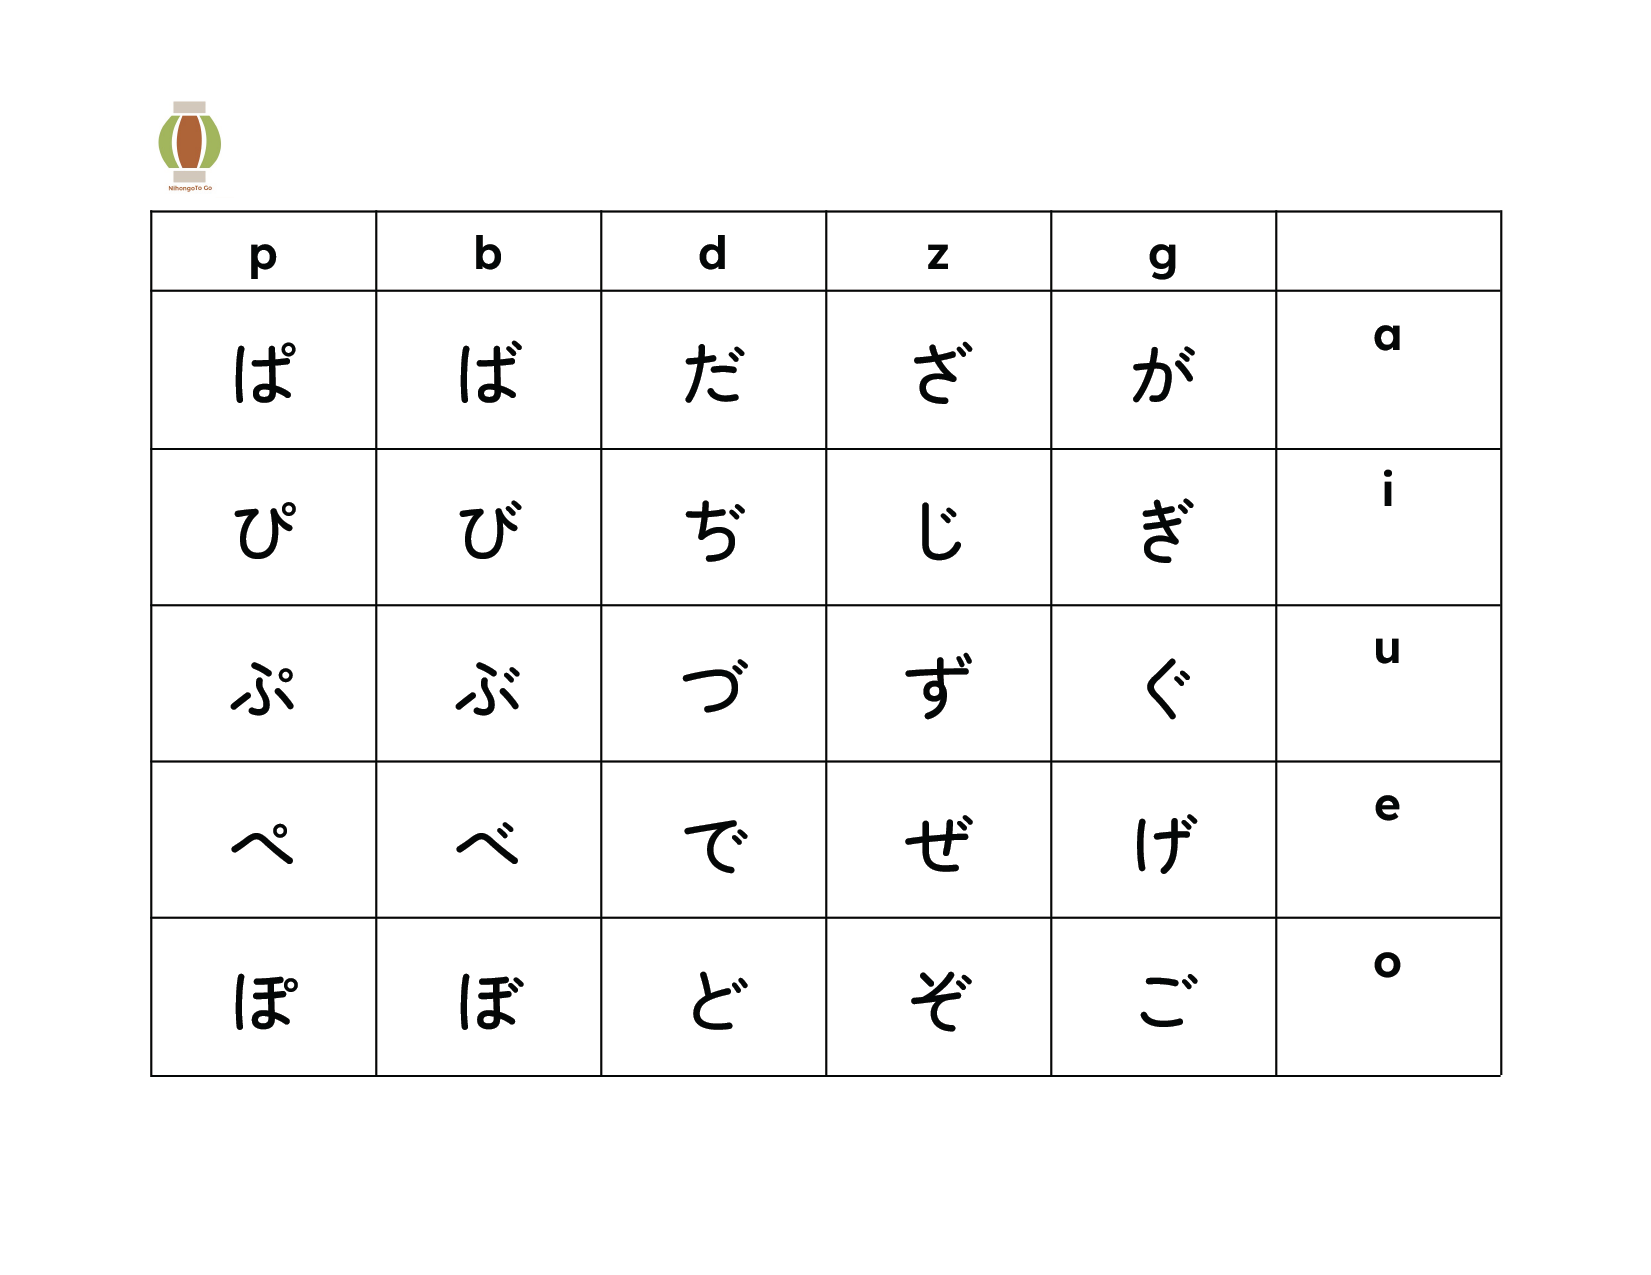 NihongoTo Go
p b d z g
ぱ ば だ ざ が a
ぴ び ぢ じ ぎ i
ぷ ぶ づ ず ぐ u
ぺ べ で ぜ げ e
ぽ ぼ ど ぞ ご o